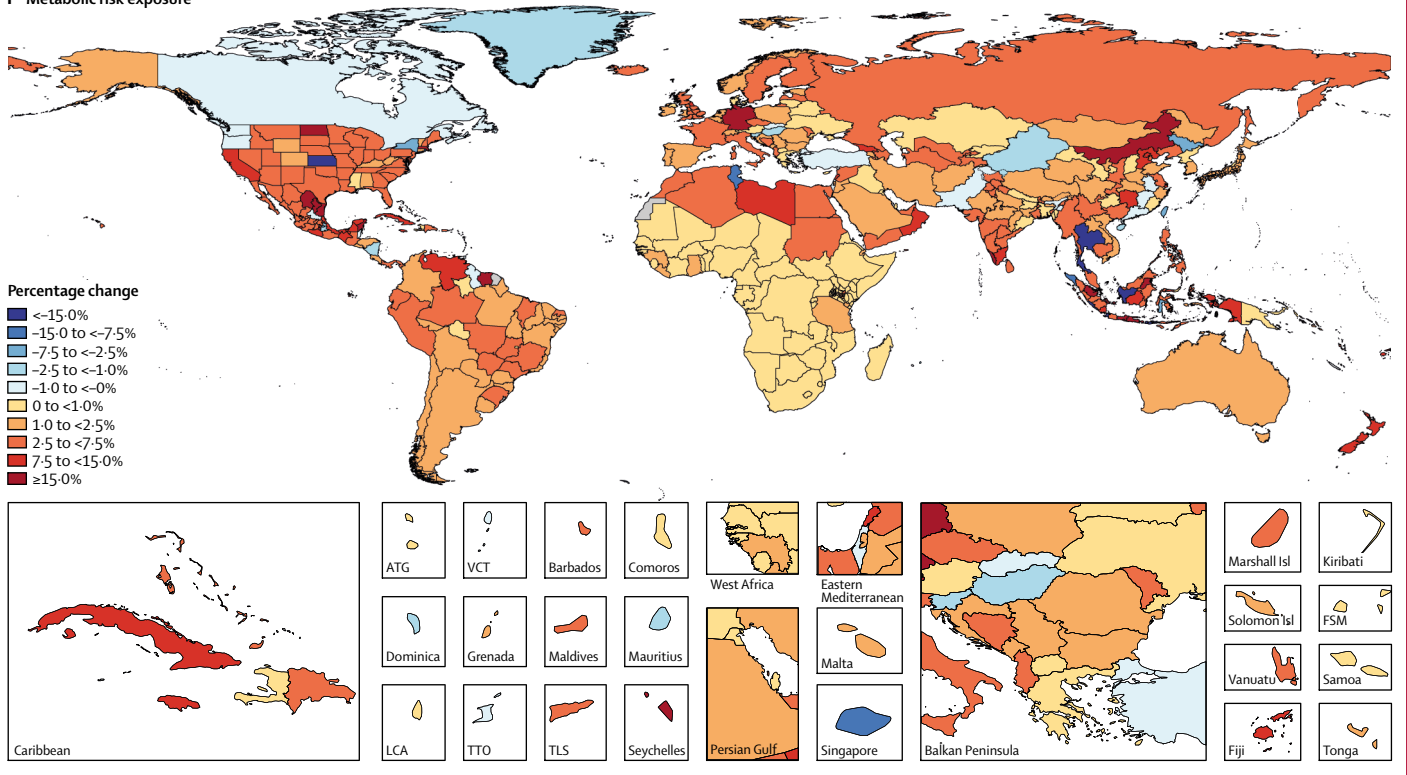 Metabolic risk exposure
Percentage change
<–15·0%
–15·0 to <–7·5%
–7·5 to <–2·5%
–2·5 to <–1·0%
–1·0 to <–0%
0 to <1·0%
1·0 to <2·5%
2·5 to <7·5%
7·5 to <15·0%
≥15·0%
Caribbean
ATG
VCT
Barbados
Comoros
Dominica
Grenada
Maldives
Mauritius
LCA
TTO
TLS
Seychelles
West Africa
Eastern
Mediterranean
Persian Gulf
Malta
Singapore
Balkan Peninsula
Marshall Isl
Kiribati
Solomon Isl
FSM
Vanuatu
Samoa
Fiji
Tonga